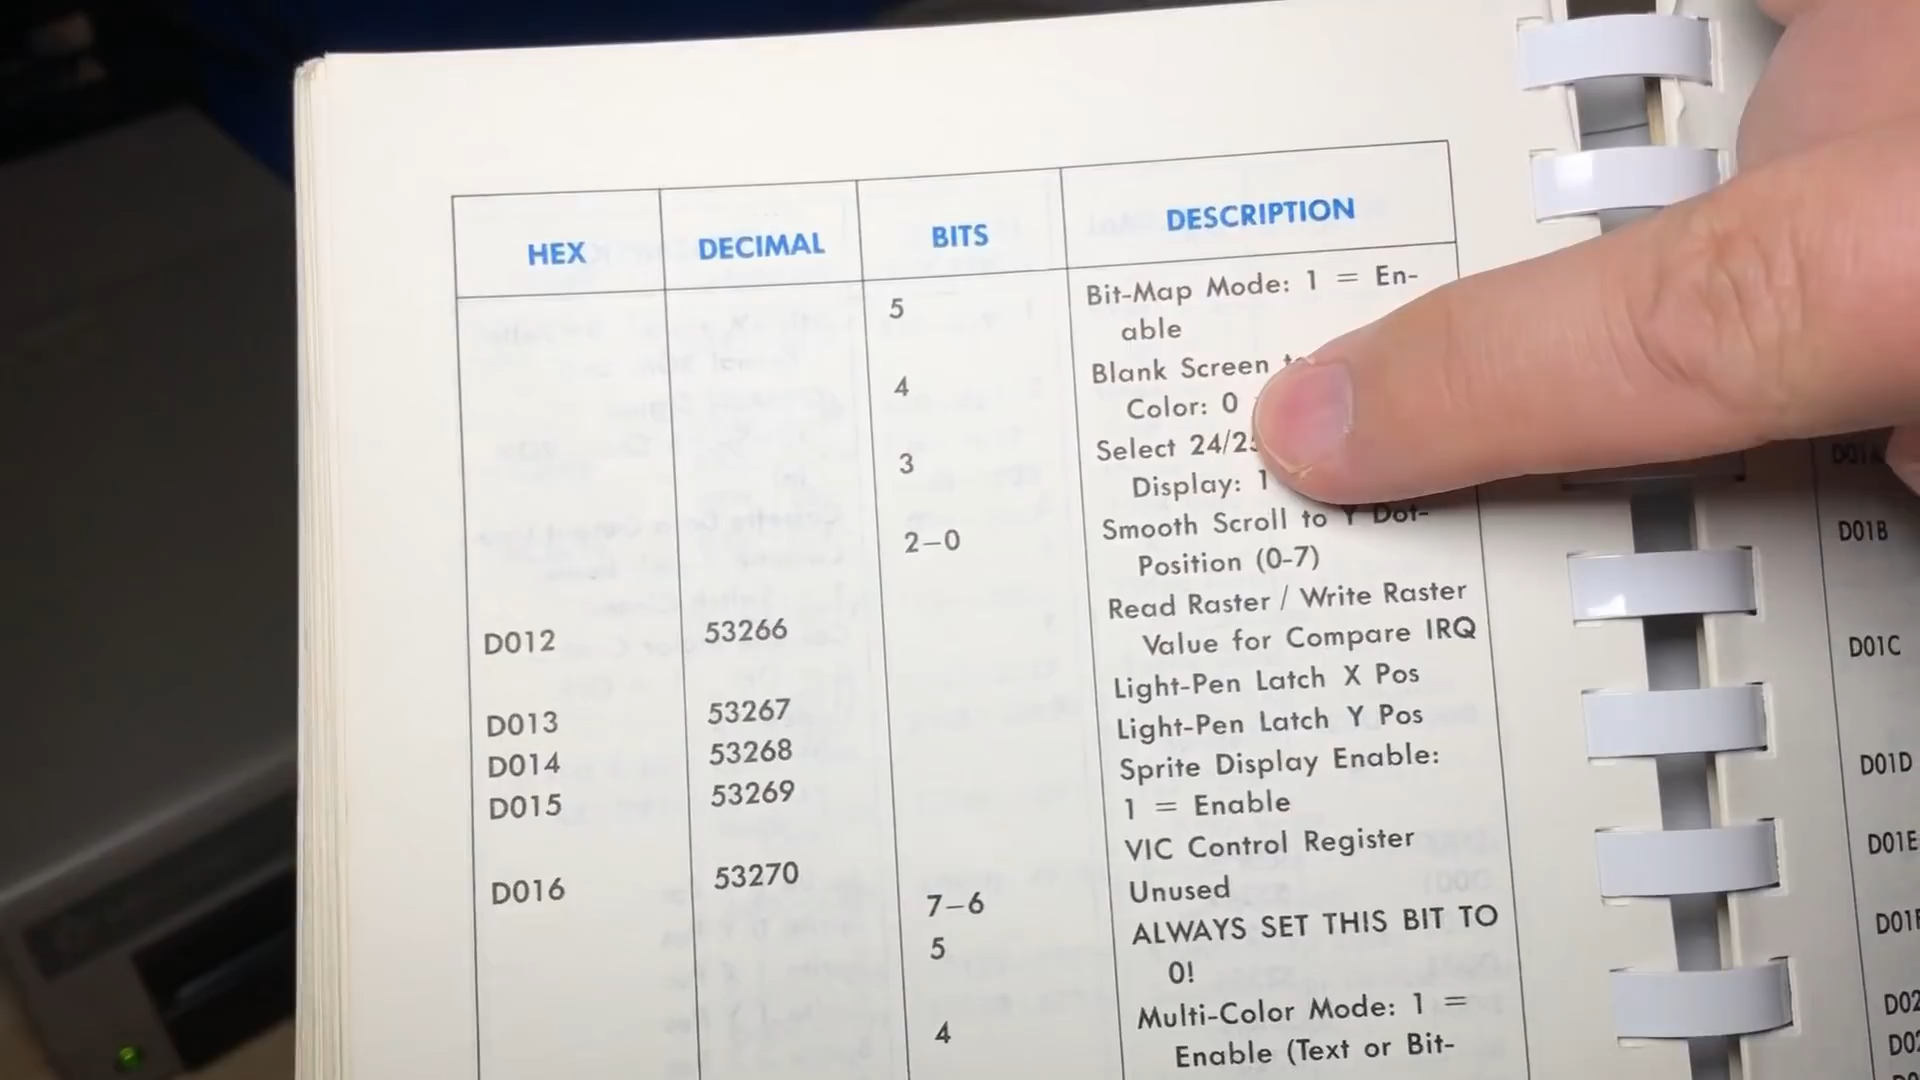 HEX DECIMAL BITS DESCRIPTION
5 Bit-Map Mode: 1 = En-
able
4 Blank Screen
Color: 0
3 Select 24/2
Display: 1
2–0 Smooth Scroll to Y Dot-
Position (0-7)
D012 53266 Read Raster / Write Raster
Value for Compare IRQ
D013 53267 Light-Pen Latch X Pos
D014 53268 Light-Pen Latch Y Pos
D015 53269 Sprite Display Enable:
1 = Enable
D016 53270 VIC Control Register
7–6 Unused
5 ALWAYS SET THIS BIT TO
0!
4 Multi-Color Mode: 1 =
Enable (Text or Bit-
D01B
D01C
D01D
D01E